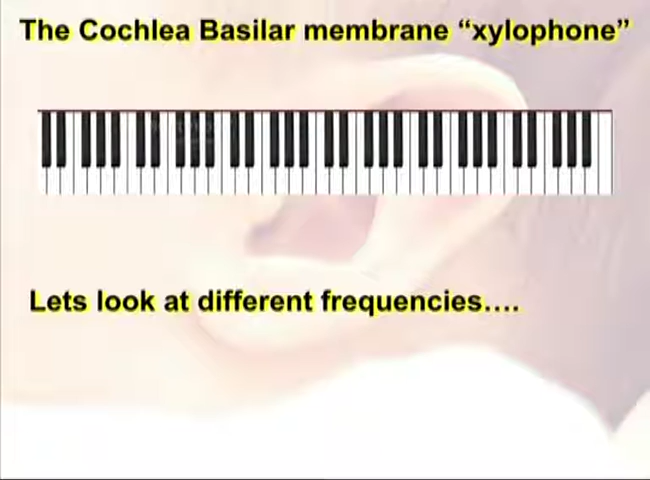 The Cochlea Basilar membrane “xylophone”
Lets look at different frequencies....